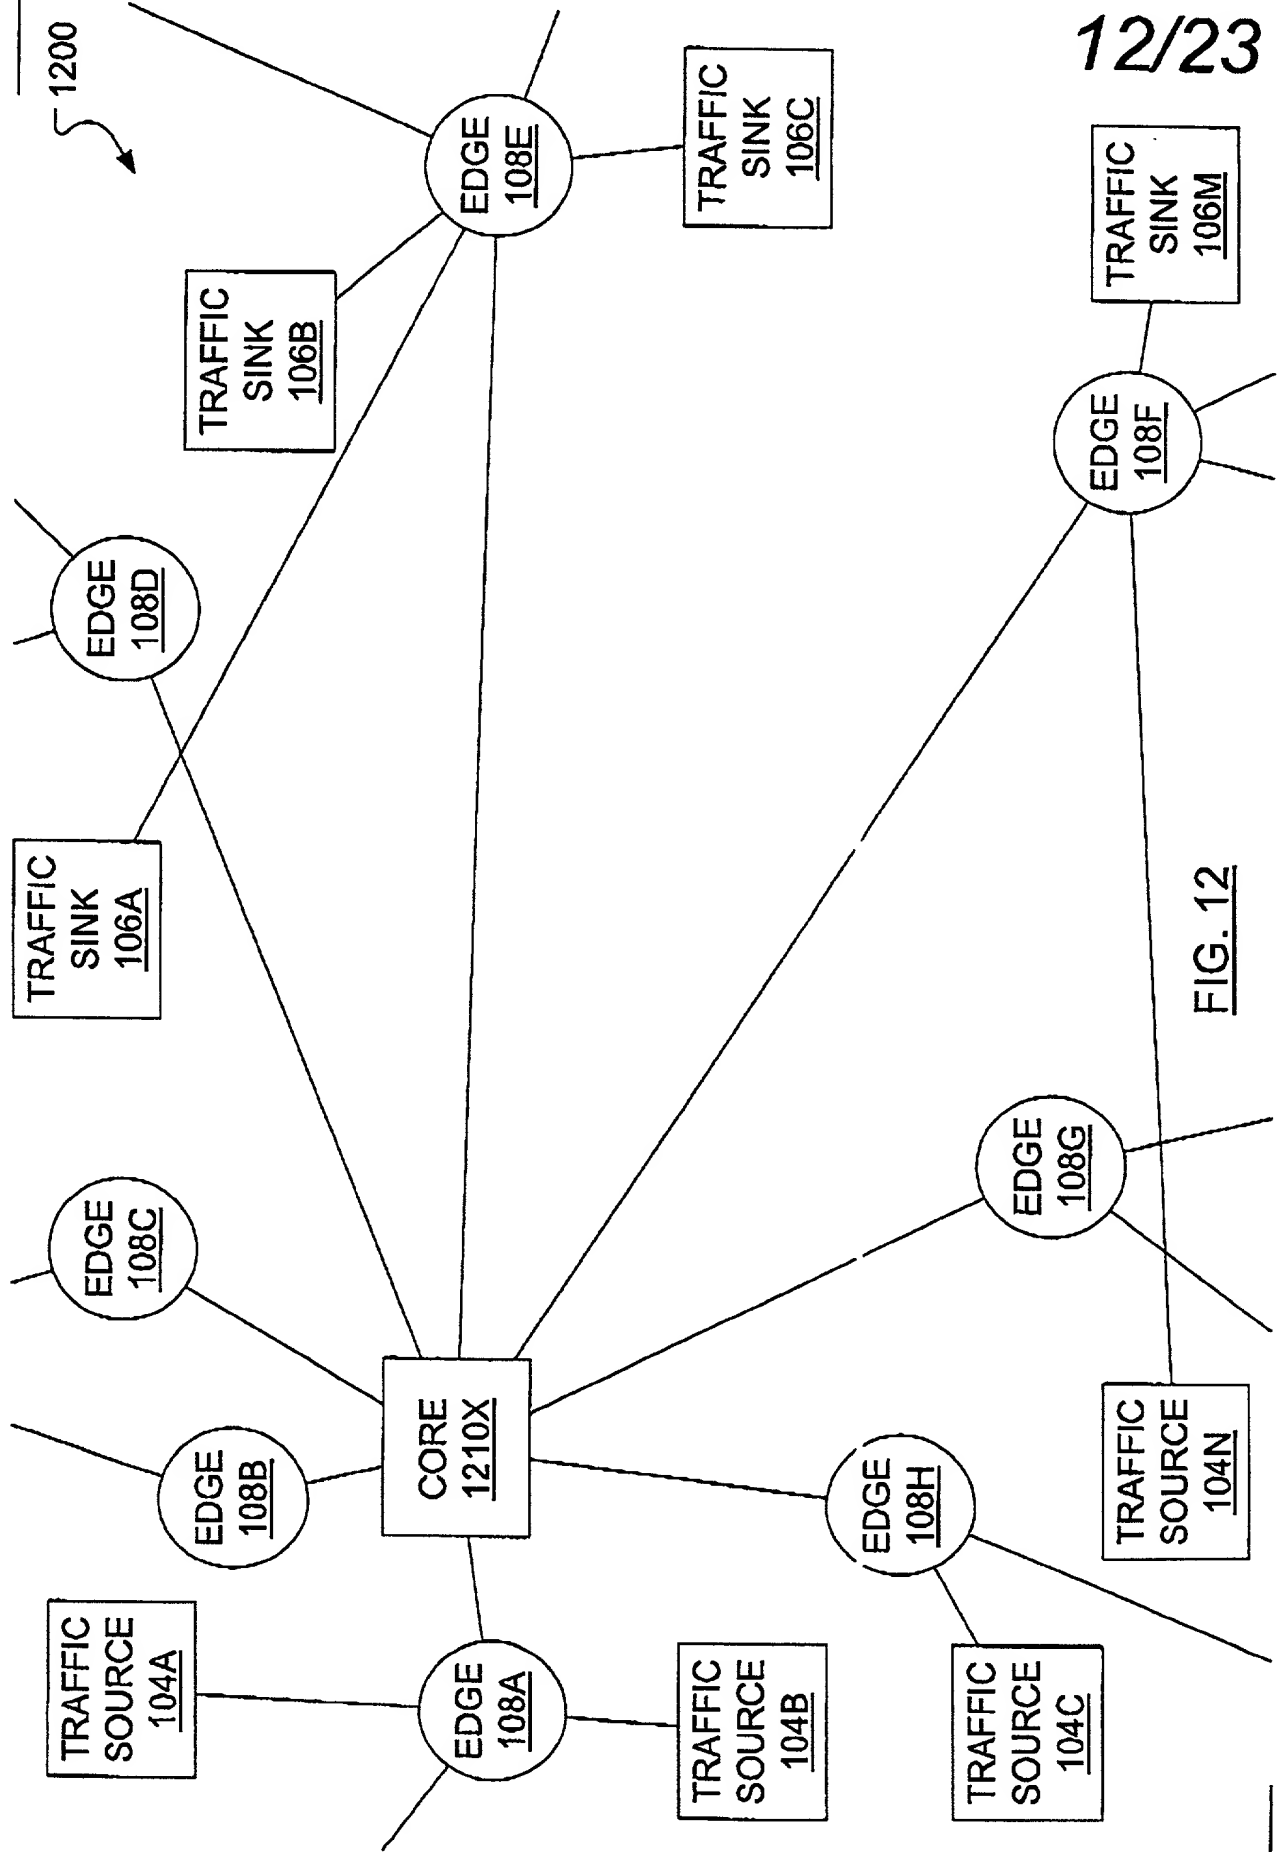 12/23
1200
TRAFFIC
SOURCE
104A
EDGE
108B
EDGE
108C
TRAFFIC
SINK
106A
EDGE
108D
TRAFFIC
SINK
106B
EDGE
108E
TRAFFIC
SINK
106C
CORE
1210X
EDGE
108A
TRAFFIC
SOURCE
104B
TRAFFIC
SOURCE
104C
EDGE
108H
EDGE
108G
EDGE
108F
TRAFFIC
SINK
106M
TRAFFIC
SOURCE
104N
FIG. 12